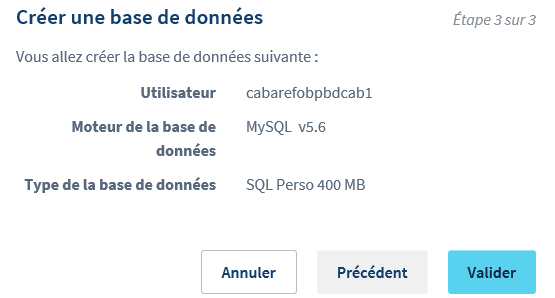 Créer une base de données
Étape 3 sur 3
Vous allez créer la base de données suivante :
Utilisateur cabarefobpbdcab1
Moteur de la base de données MySQL v5.6
Type de la base de données SQL Perso 400 MB
Annuler Précédent Valider